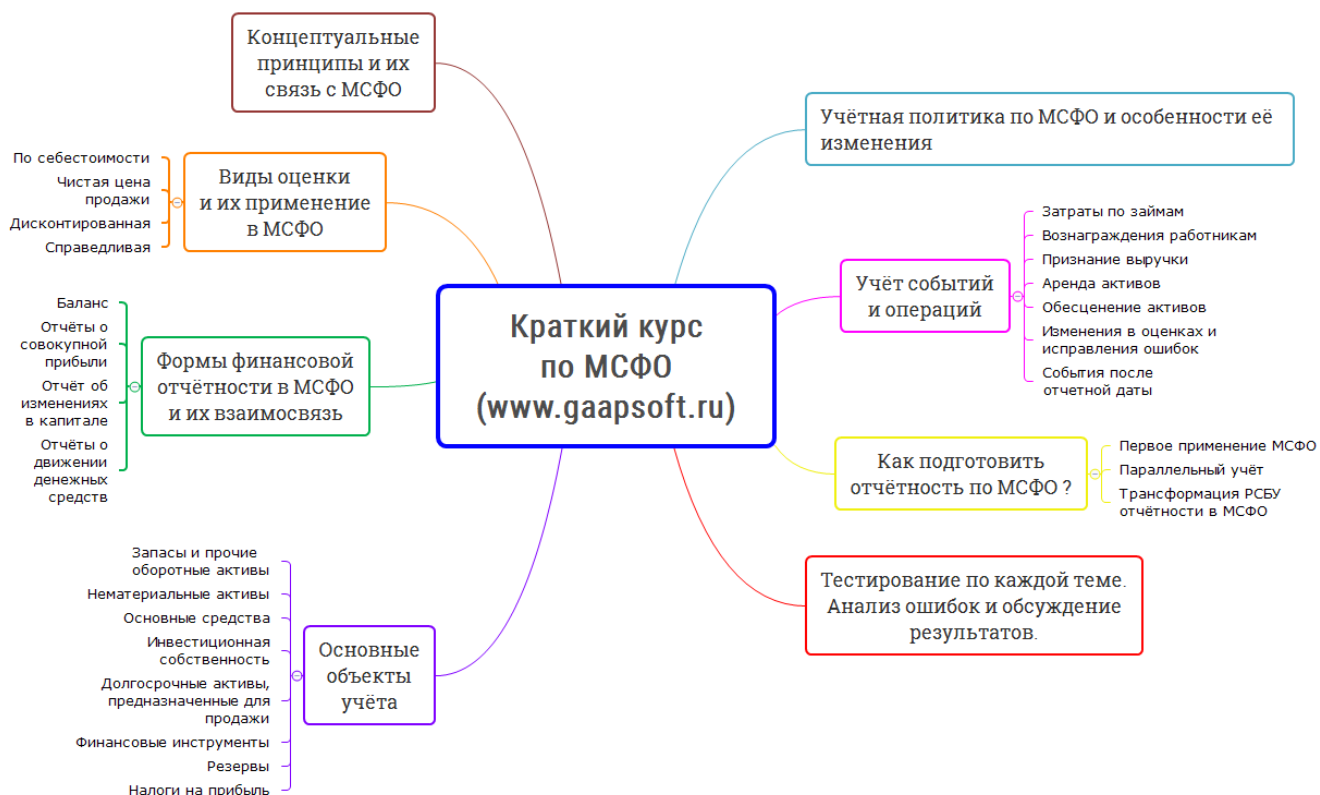 Концептуальные
принципы и их
связь с МСФО
Виды оценки
и их применение
в МСФО
По себестоимости
Чистая цена
продажи
Дисконтированная
Справедливая
Формы финансовой
отчётности в МСФО
и их взаимосвязь
Баланс
Отчёты о
совокупной
прибыли
Отчёт об
изменениях
в капитале
Отчёты о
движении
денежных
средств
Основные
объекты
учёта
Запасы и прочие
оборотные активы
Нематериальные активы
Основные средства
Инвестиционная
собственность
Долгосрочные активы,
предназначенные для
продажи
Финансовые инструменты
Резервы
Налоги на прибыль
Краткий курс
по МСФО
(www.gaapsoft.ru)
Учётная политика по МСФО и особенности её
изменения
Учёт событий
и операций
Затраты по займам
Вознаграждения работникам
Признание выручки
Аренда активов
Обесценение активов
Изменения в оценках и
исправления ошибок
События после
отчетной даты
Как подготовить
отчётность по МСФО ?
Первое применение МСФО
Параллельный учёт
Трансформация РСБУ
отчётности в МСФО
Тестирование по каждой теме.
Анализ ошибок и обсуждение
результатов.